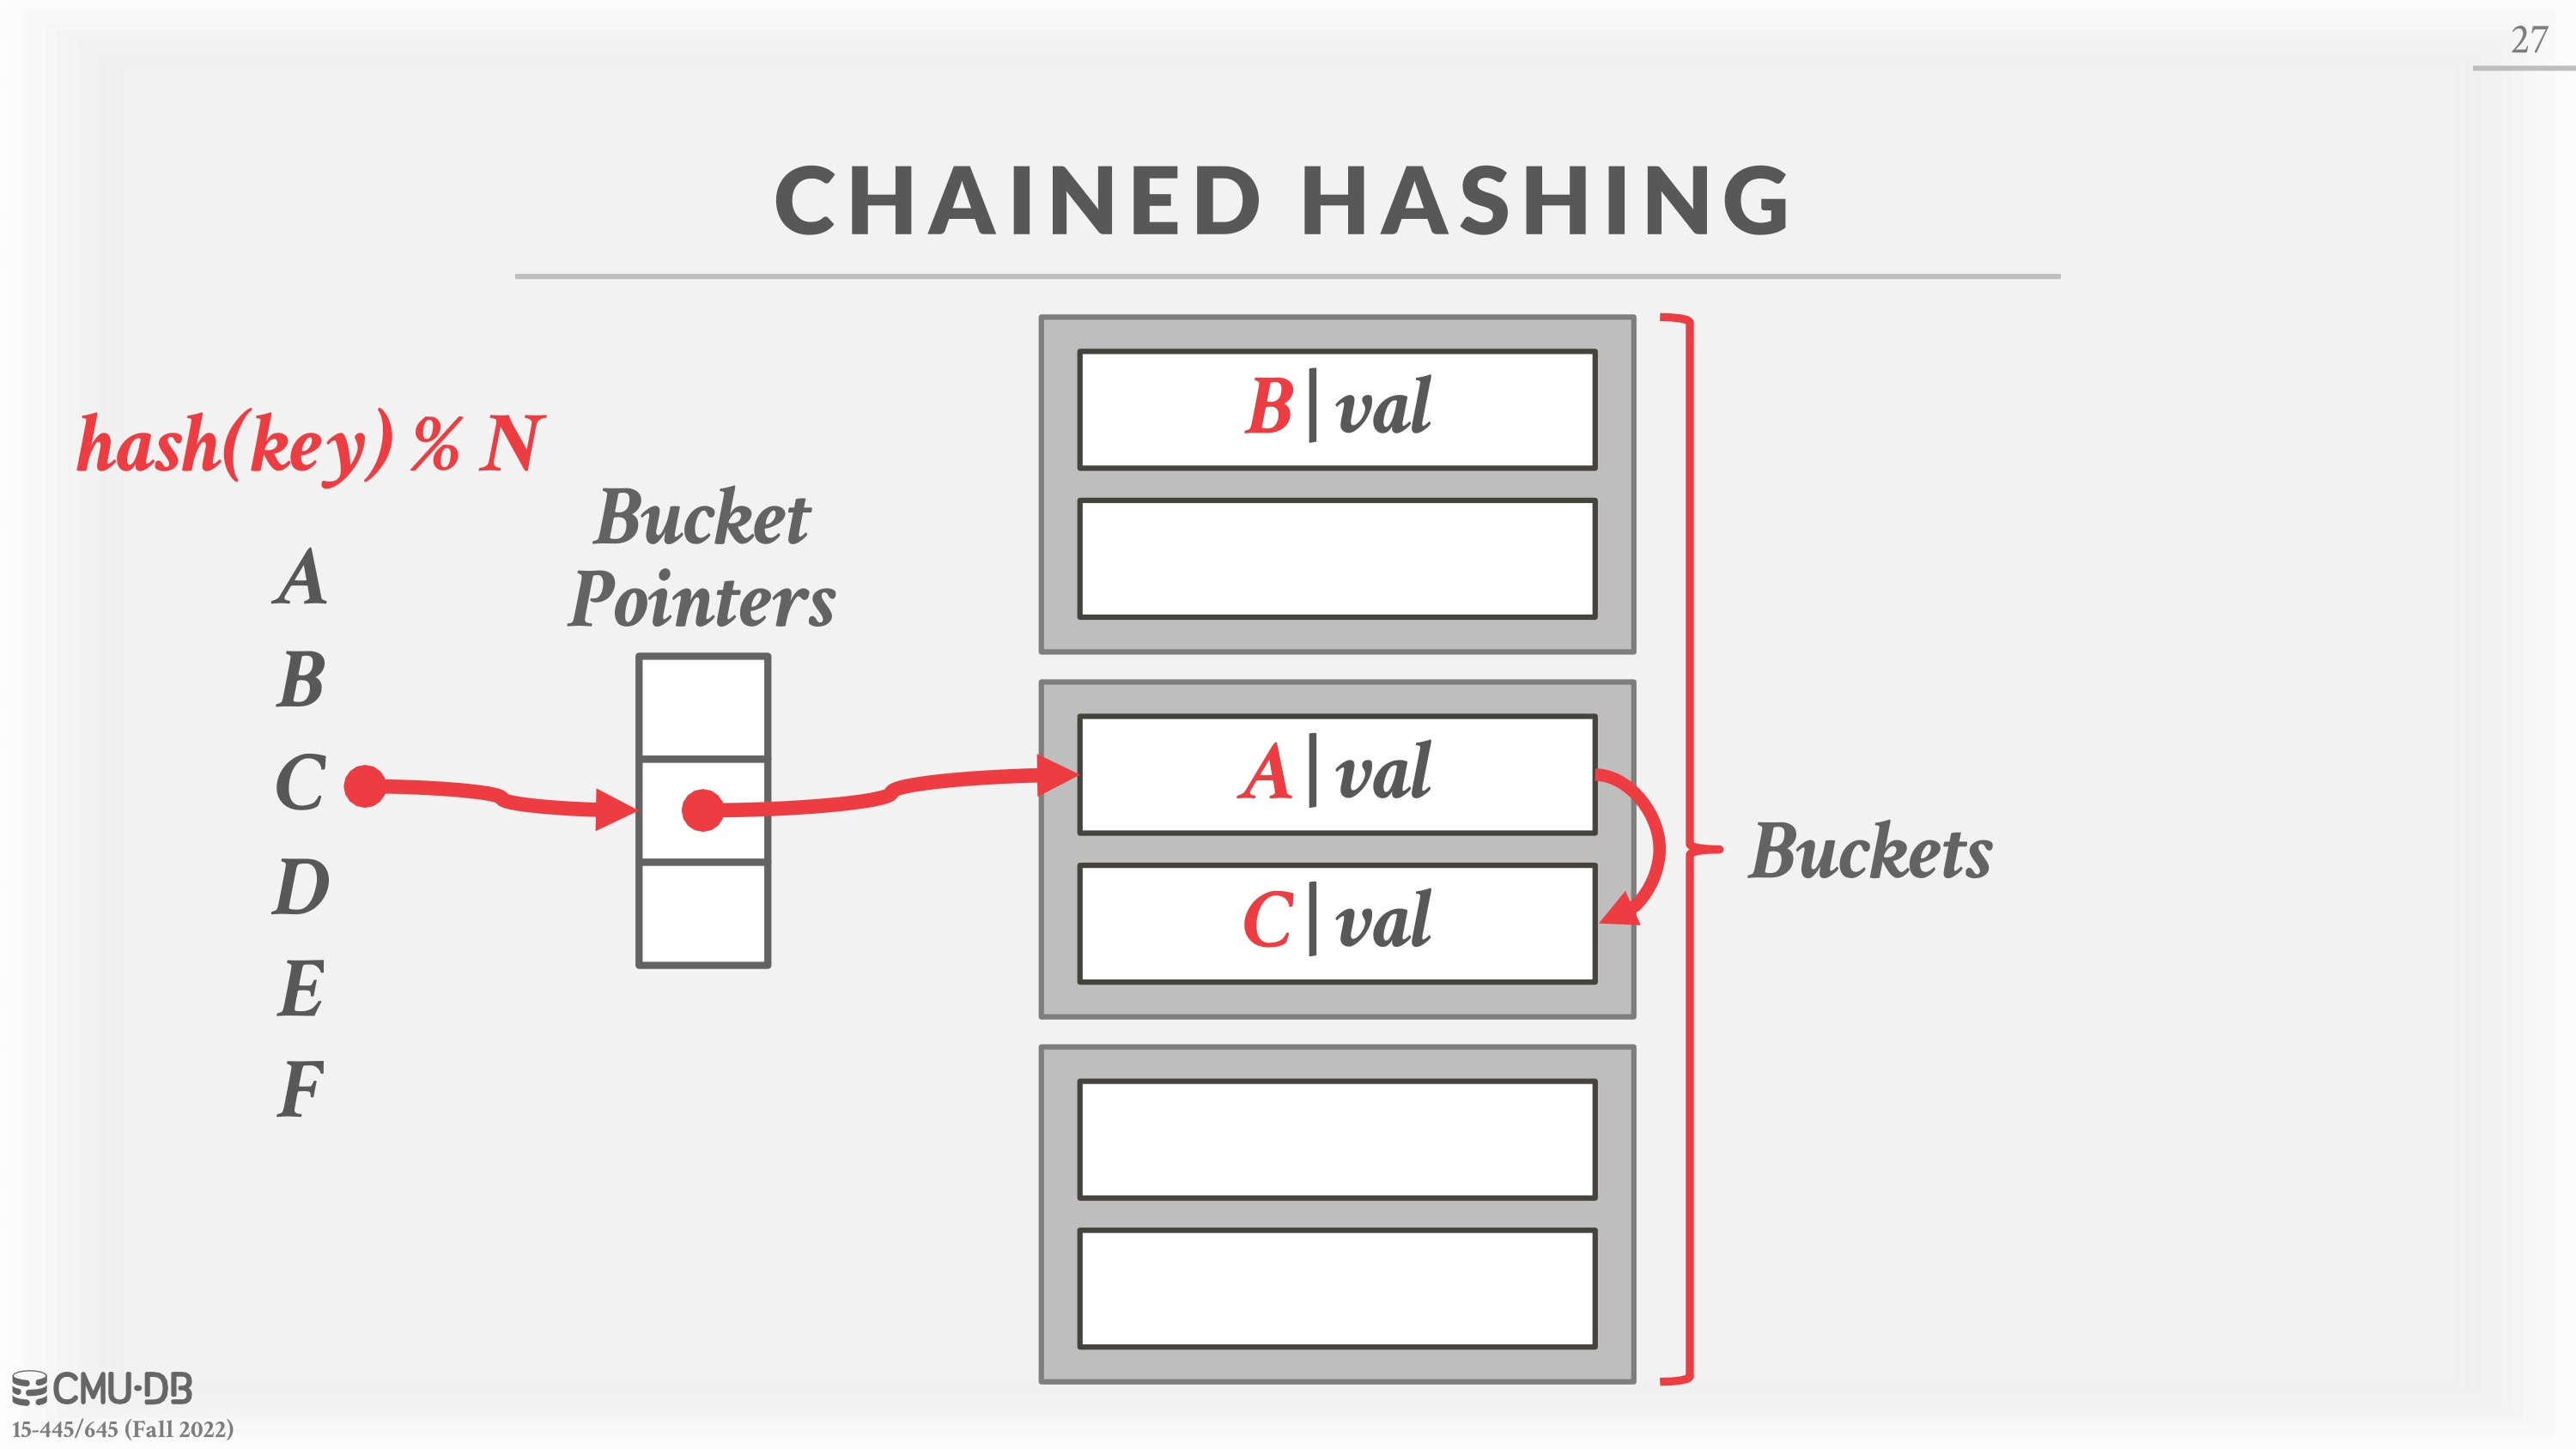 27
CHAINED HASHING
hash(key) % N
A
B
C
D
E
F
Bucket
Pointers
B|val
A|val
C|val
Buckets
CMU·DB
15-445/645 (Fall 2022)